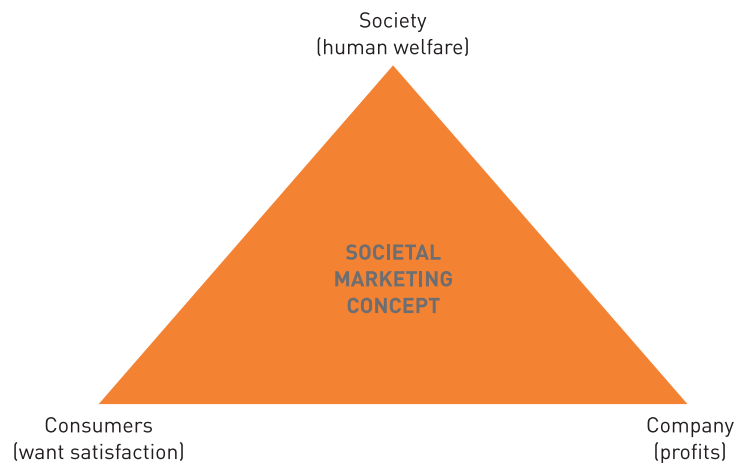 Society
(human welfare)
SOCIETAL
MARKETING
CONCEPT
Consumers
(want satisfaction)
Company
(profits)